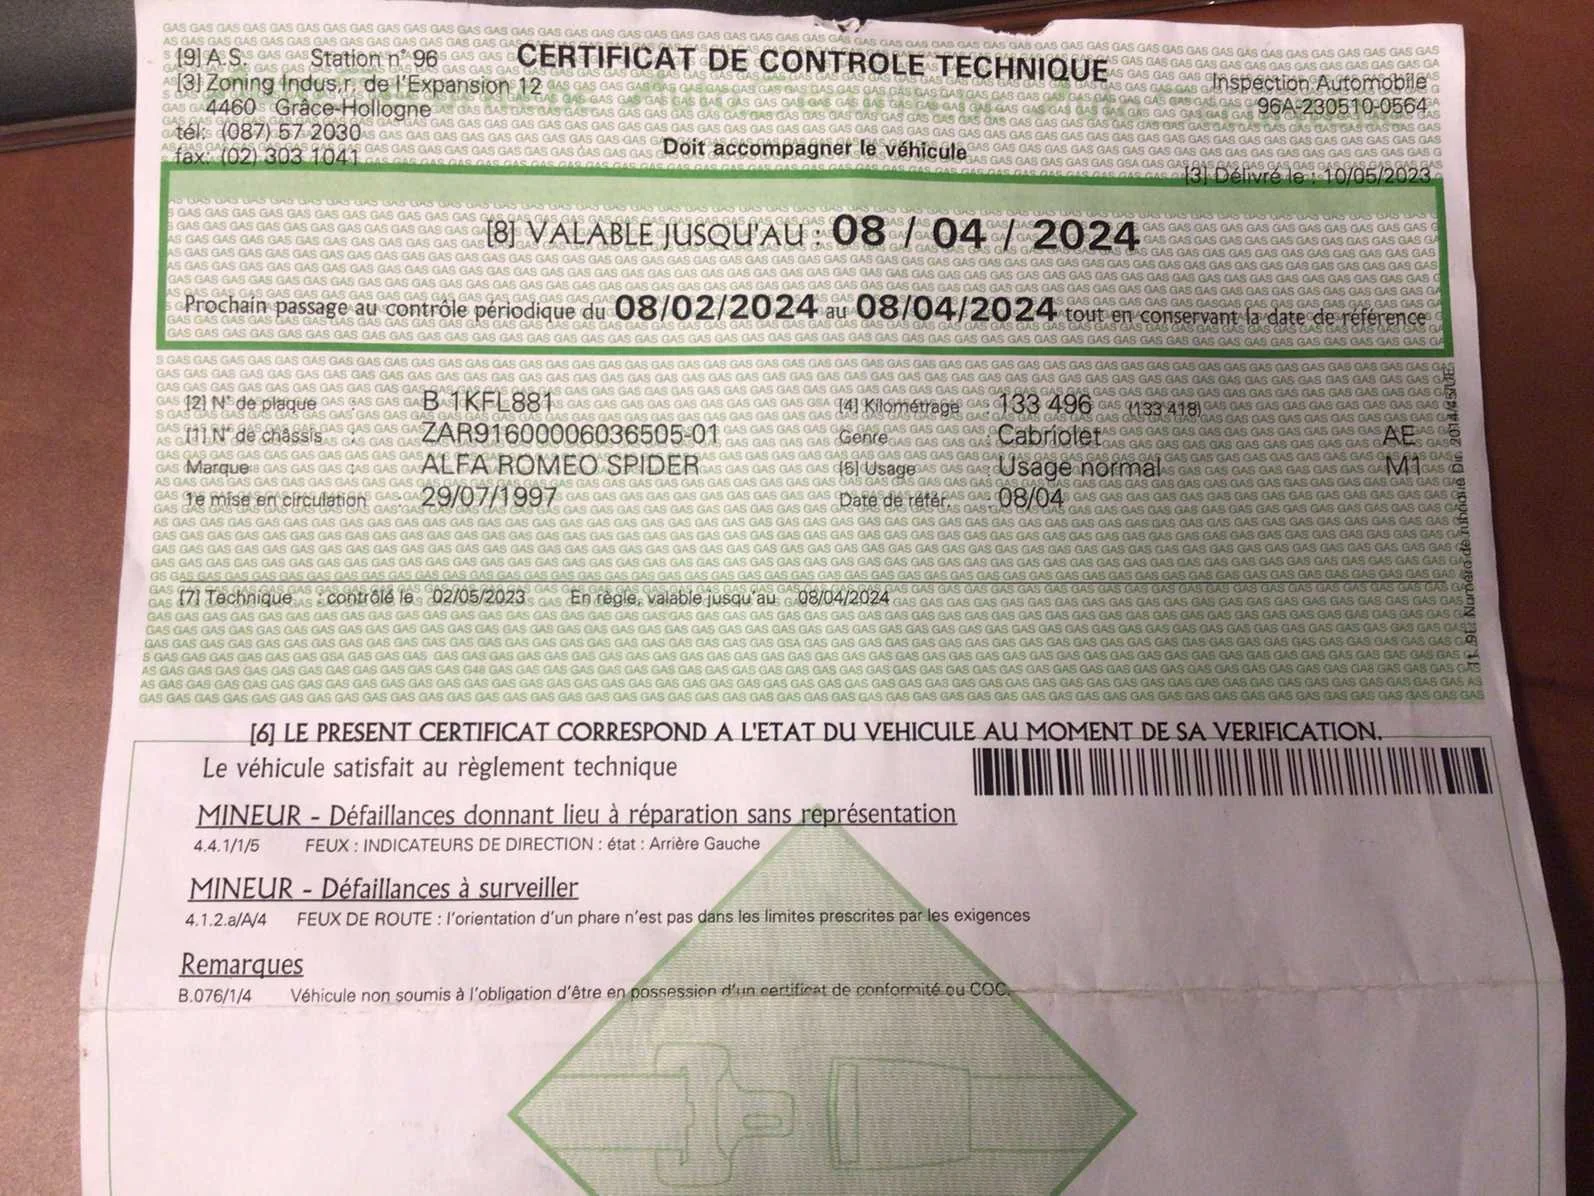 [9] A.S. Station n° 96
CERTIFICAT DE CONTROLE TECHNIQUE
[3] Zoning Indus.r. de l'Expansion 12
Inspection Automobile
4460 Grâce-Hollogne
96A-230510-0564
tél: (087) 57 2030
Doit accompagner le véhicule
fax: (02) 303 1041
[3] Délivré le : 10/05/2023
[8] VALABLE JUSQU'AU : 08 / 04 / 2024
Prochain passage au contrôle périodique du 08/02/2024 au 08/04/2024 tout en conservant la date de référence
[2] N° de plaque : B 1KFL881
[4] Kilométrage : 133 496 (133 418)
[1] N° de châssis : ZAR91600006036505-01
Genre : Cabriolet AE
Marque : ALFA ROMEO SPIDER
[5] Usage : Usage normal M1
1e mise en circulation : 29/07/1997
Date de référ. : 08/04
[7] Technique : contrôlé le 02/05/2023 En règle, valable jusqu'au 08/04/2024
[6] LE PRESENT CERTIFICAT CORRESPOND A L'ETAT DU VEHICULE AU MOMENT DE SA VERIFICATION.
Le véhicule satisfait au règlement technique
MINEUR - Défaillances donnant lieu à réparation sans représentation
4.4.1/1/5 FEUX : INDICATEURS DE DIRECTION : état : Arrière Gauche
MINEUR - Défaillances à surveiller
4.1.2.a/A/4 FEUX DE ROUTE : l'orientation d'un phare n'est pas dans les limites prescrites par les exigences
Remarques
B.076/1/4 Véhicule non soumis à l'obligation d'être en possession d'un certificat de conformité ou COC.